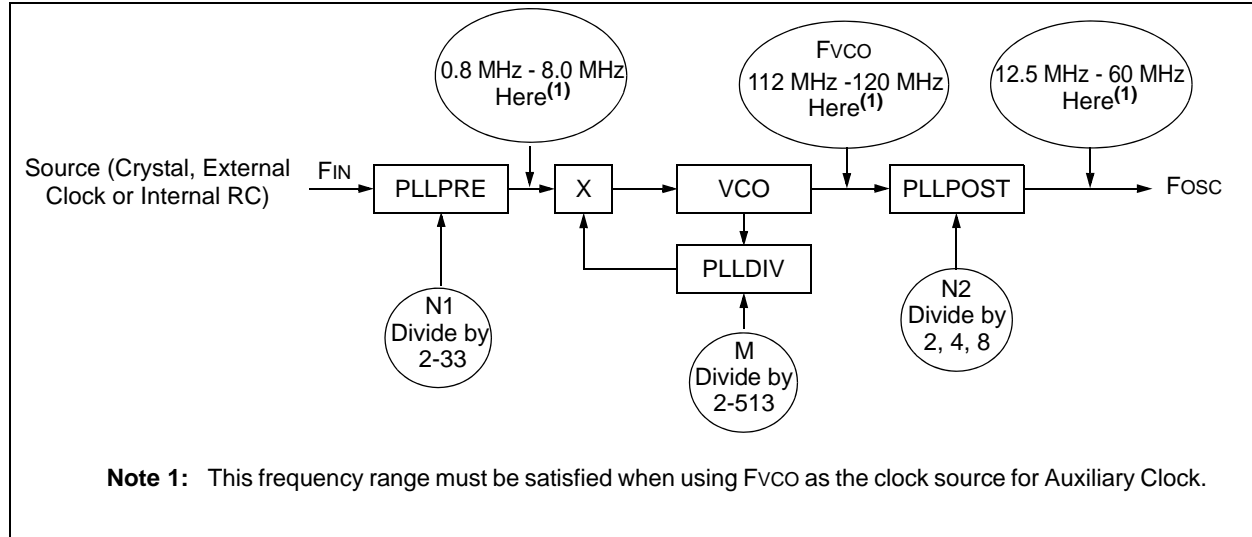 0.8 MHz - 8.0 MHz
Here(1)
FVCO
112 MHz -120 MHz
Here(1)
12.5 MHz - 60 MHz
Here(1)
Source (Crystal, External
Clock or Internal RC)
FIN
PLLPRE
X
VCO
PLLPOST
FOSC
PLLDIV
N1
Divide by
2-33
M
Divide by
2-513
N2
Divide by
2, 4, 8
Note 1: This frequency range must be satisfied when using FVCO as the clock source for Auxiliary Clock.